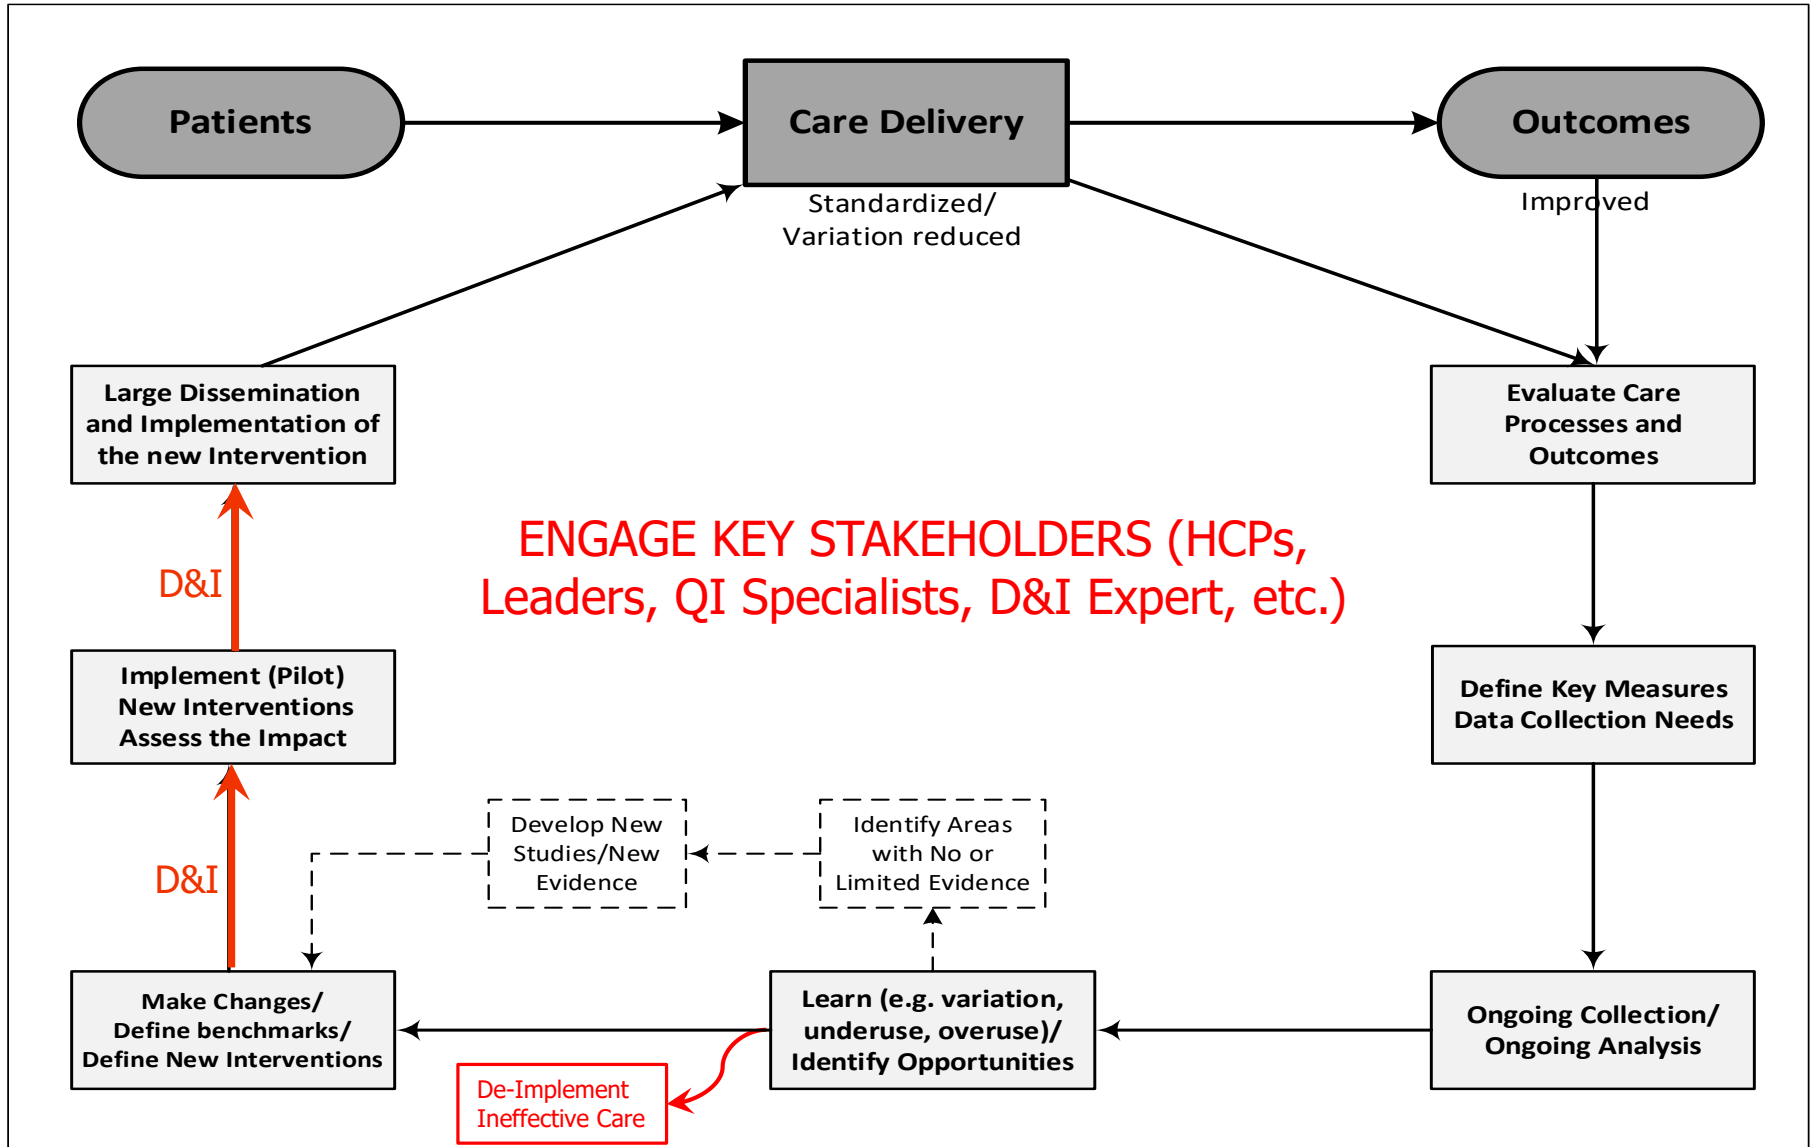 Patients
Care Delivery
Outcomes
Standardized/
Variation reduced
Improved
Large Dissemination
and Implementation of
the new Intervention
Evaluate Care
Processes and
Outcomes
ENGAGE KEY STAKEHOLDERS (HCPs,
Leaders, QI Specialists, D&I Expert, etc.)
D&I
Implement (Pilot)
New Interventions
Assess the Impact
Define Key Measures
Data Collection Needs
Develop New
Studies/New
Evidence
Identify Areas
with No or
Limited Evidence
D&I
Make Changes/
Define benchmarks/
Define New Interventions
Learn (e.g. variation,
underuse, overuse)/
Identify Opportunities
Ongoing Collection/
Ongoing Analysis
De-Implement
Ineffective Care